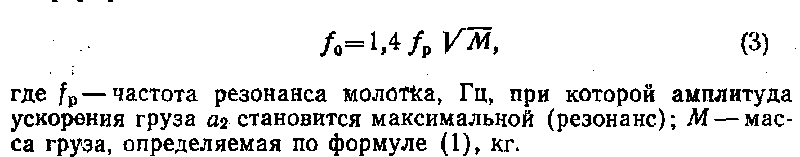 f₀=1,4 fₚ √M, (3)
где fₚ — частота резонанса молотка, Гц, при которой амплитуда
ускорения груза a₂ становится максимальной (резонанс); M — мас-
са груза, определяемая по формуле (1), кг.